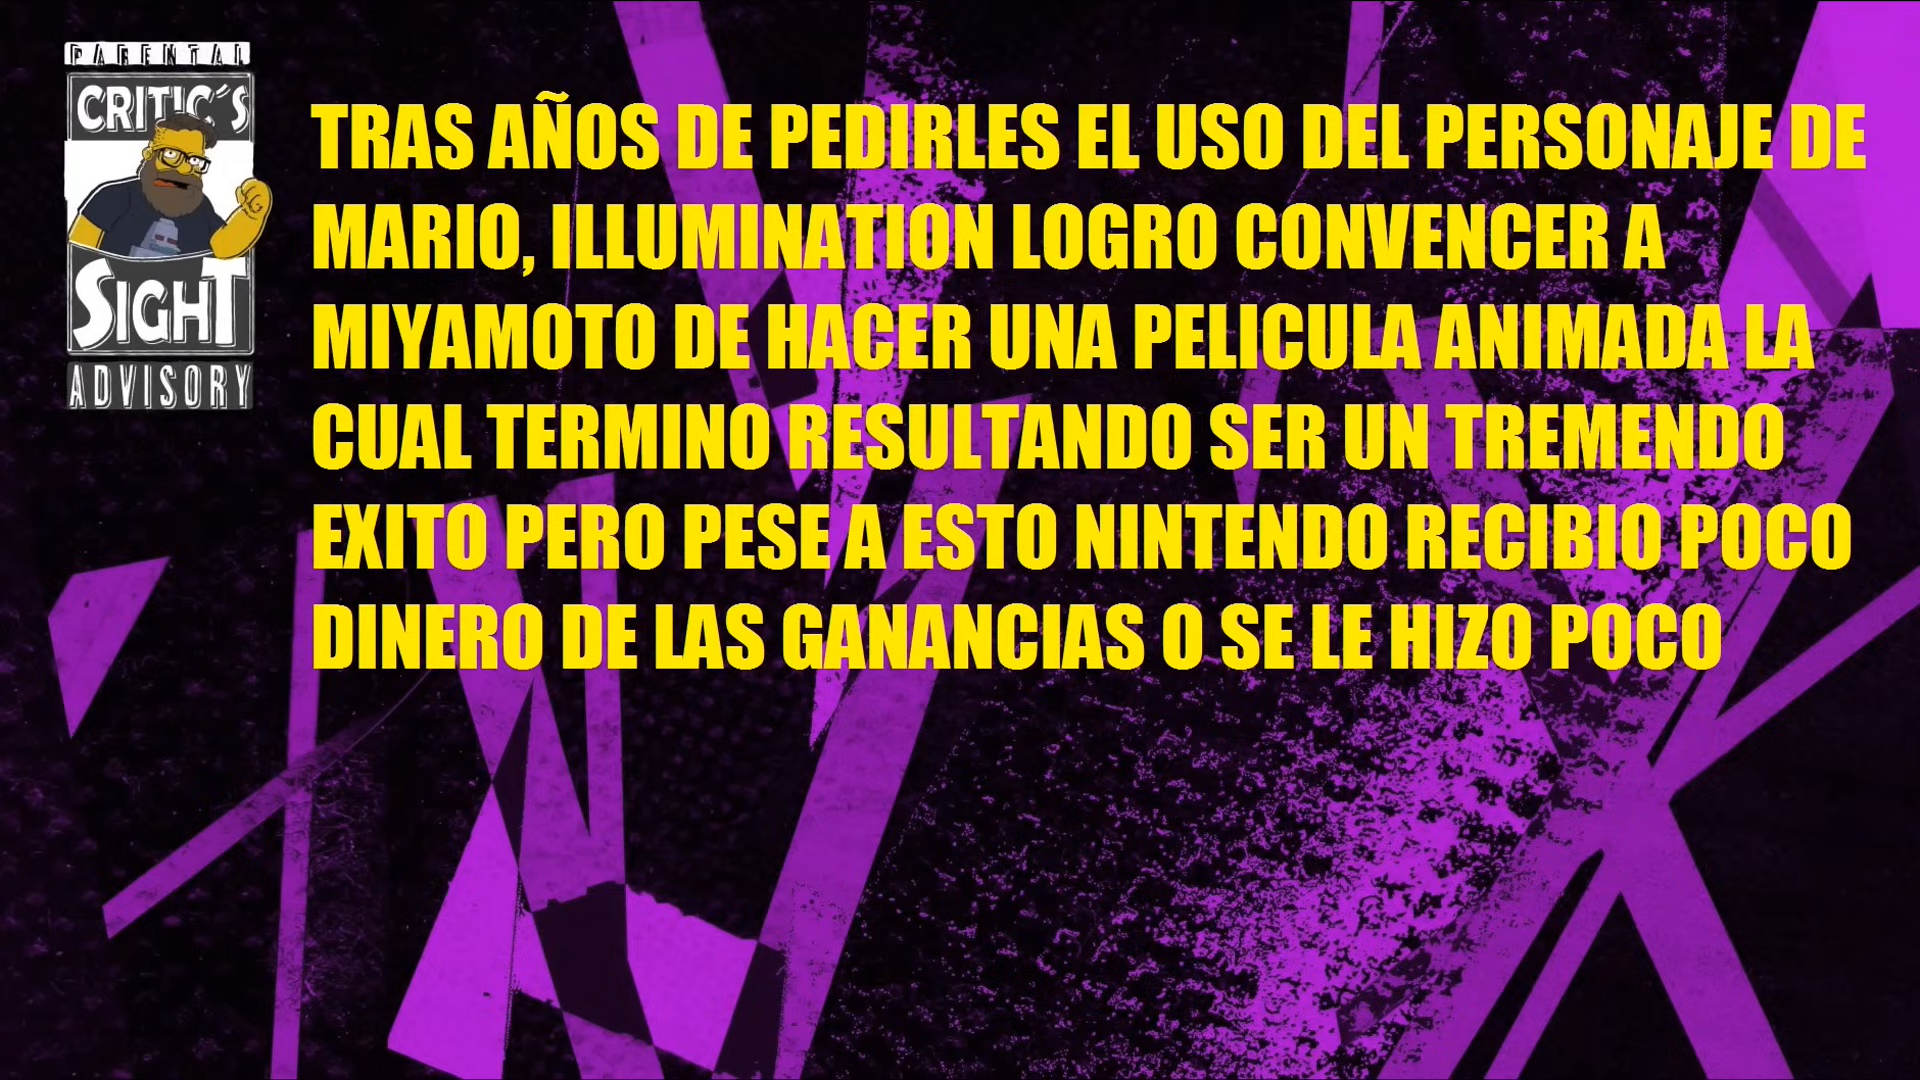 PARENTAL
CRITIC´S
SIGHT
ADVISORY
TRAS AÑOS DE PEDIRLES EL USO DEL PERSONAJE DE
MARIO, ILLUMINATION LOGRO CONVENCER A
MIYAMOTO DE HACER UNA PELICULA ANIMADA LA
CUAL TERMINO RESULTANDO SER UN TREMENDO
EXITO PERO PESE A ESTO NINTENDO RECIBIO POCO
DINERO DE LAS GANANCIAS O SE LE HIZO POCO